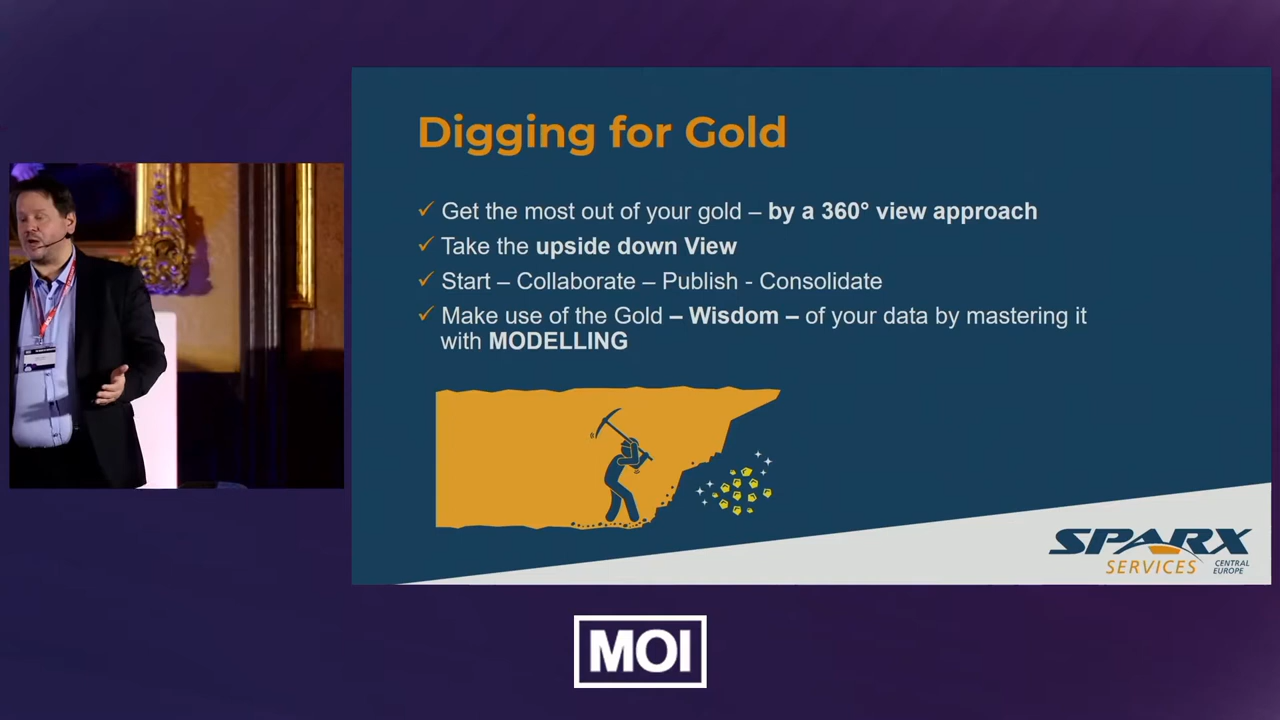 Digging for Gold
✓ Get the most out of your gold – by a 360° view approach
✓ Take the upside down View
✓ Start – Collaborate – Publish - Consolidate
✓ Make use of the Gold – Wisdom – of your data by mastering it
with MODELLING
SPARX
SERVICES CENTRAL
EUROPE
MOI